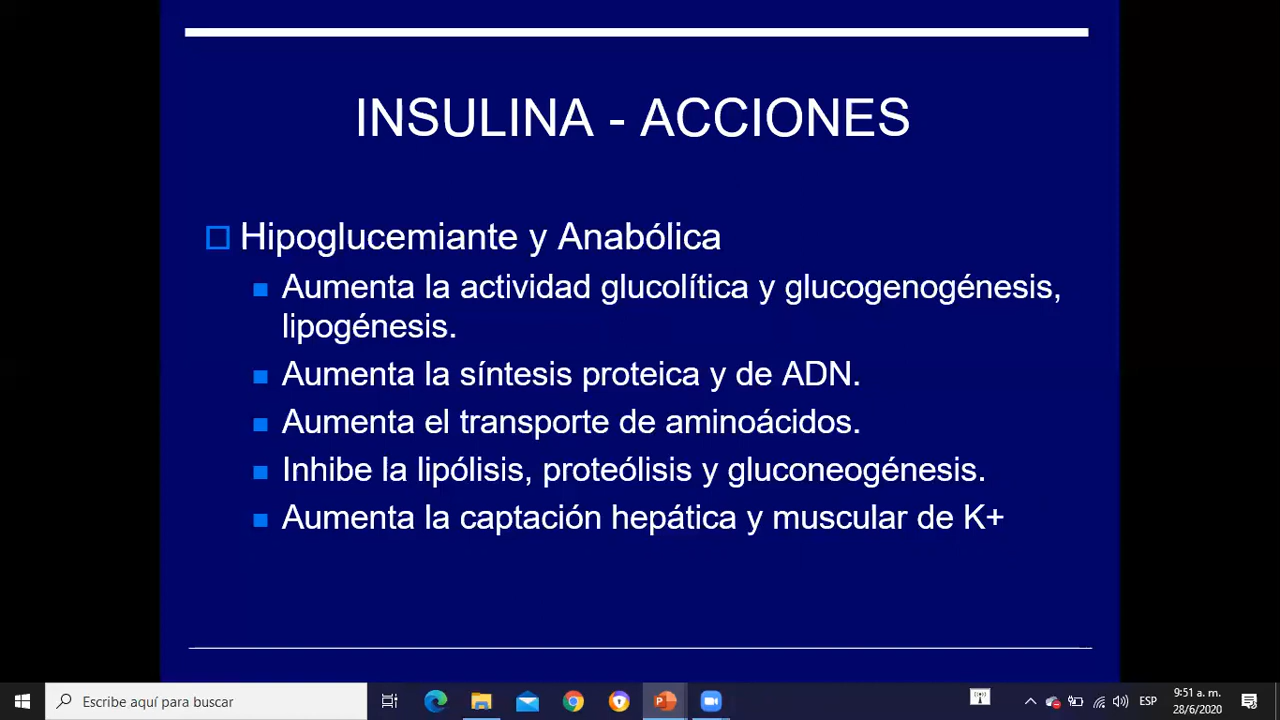 INSULINA - ACCIONES
Hipoglucemiante y Anabólica
Aumenta la actividad glucolítica y glucogenogénesis,
lipogénesis.
Aumenta la síntesis proteica y de ADN.
Aumenta el transporte de aminoácidos.
Inhibe la lipólisis, proteólisis y gluconeogénesis.
Aumenta la captación hepática y muscular de K+
Escribe aquí para buscar
ESP
9:51 a. m.
28/6/2020